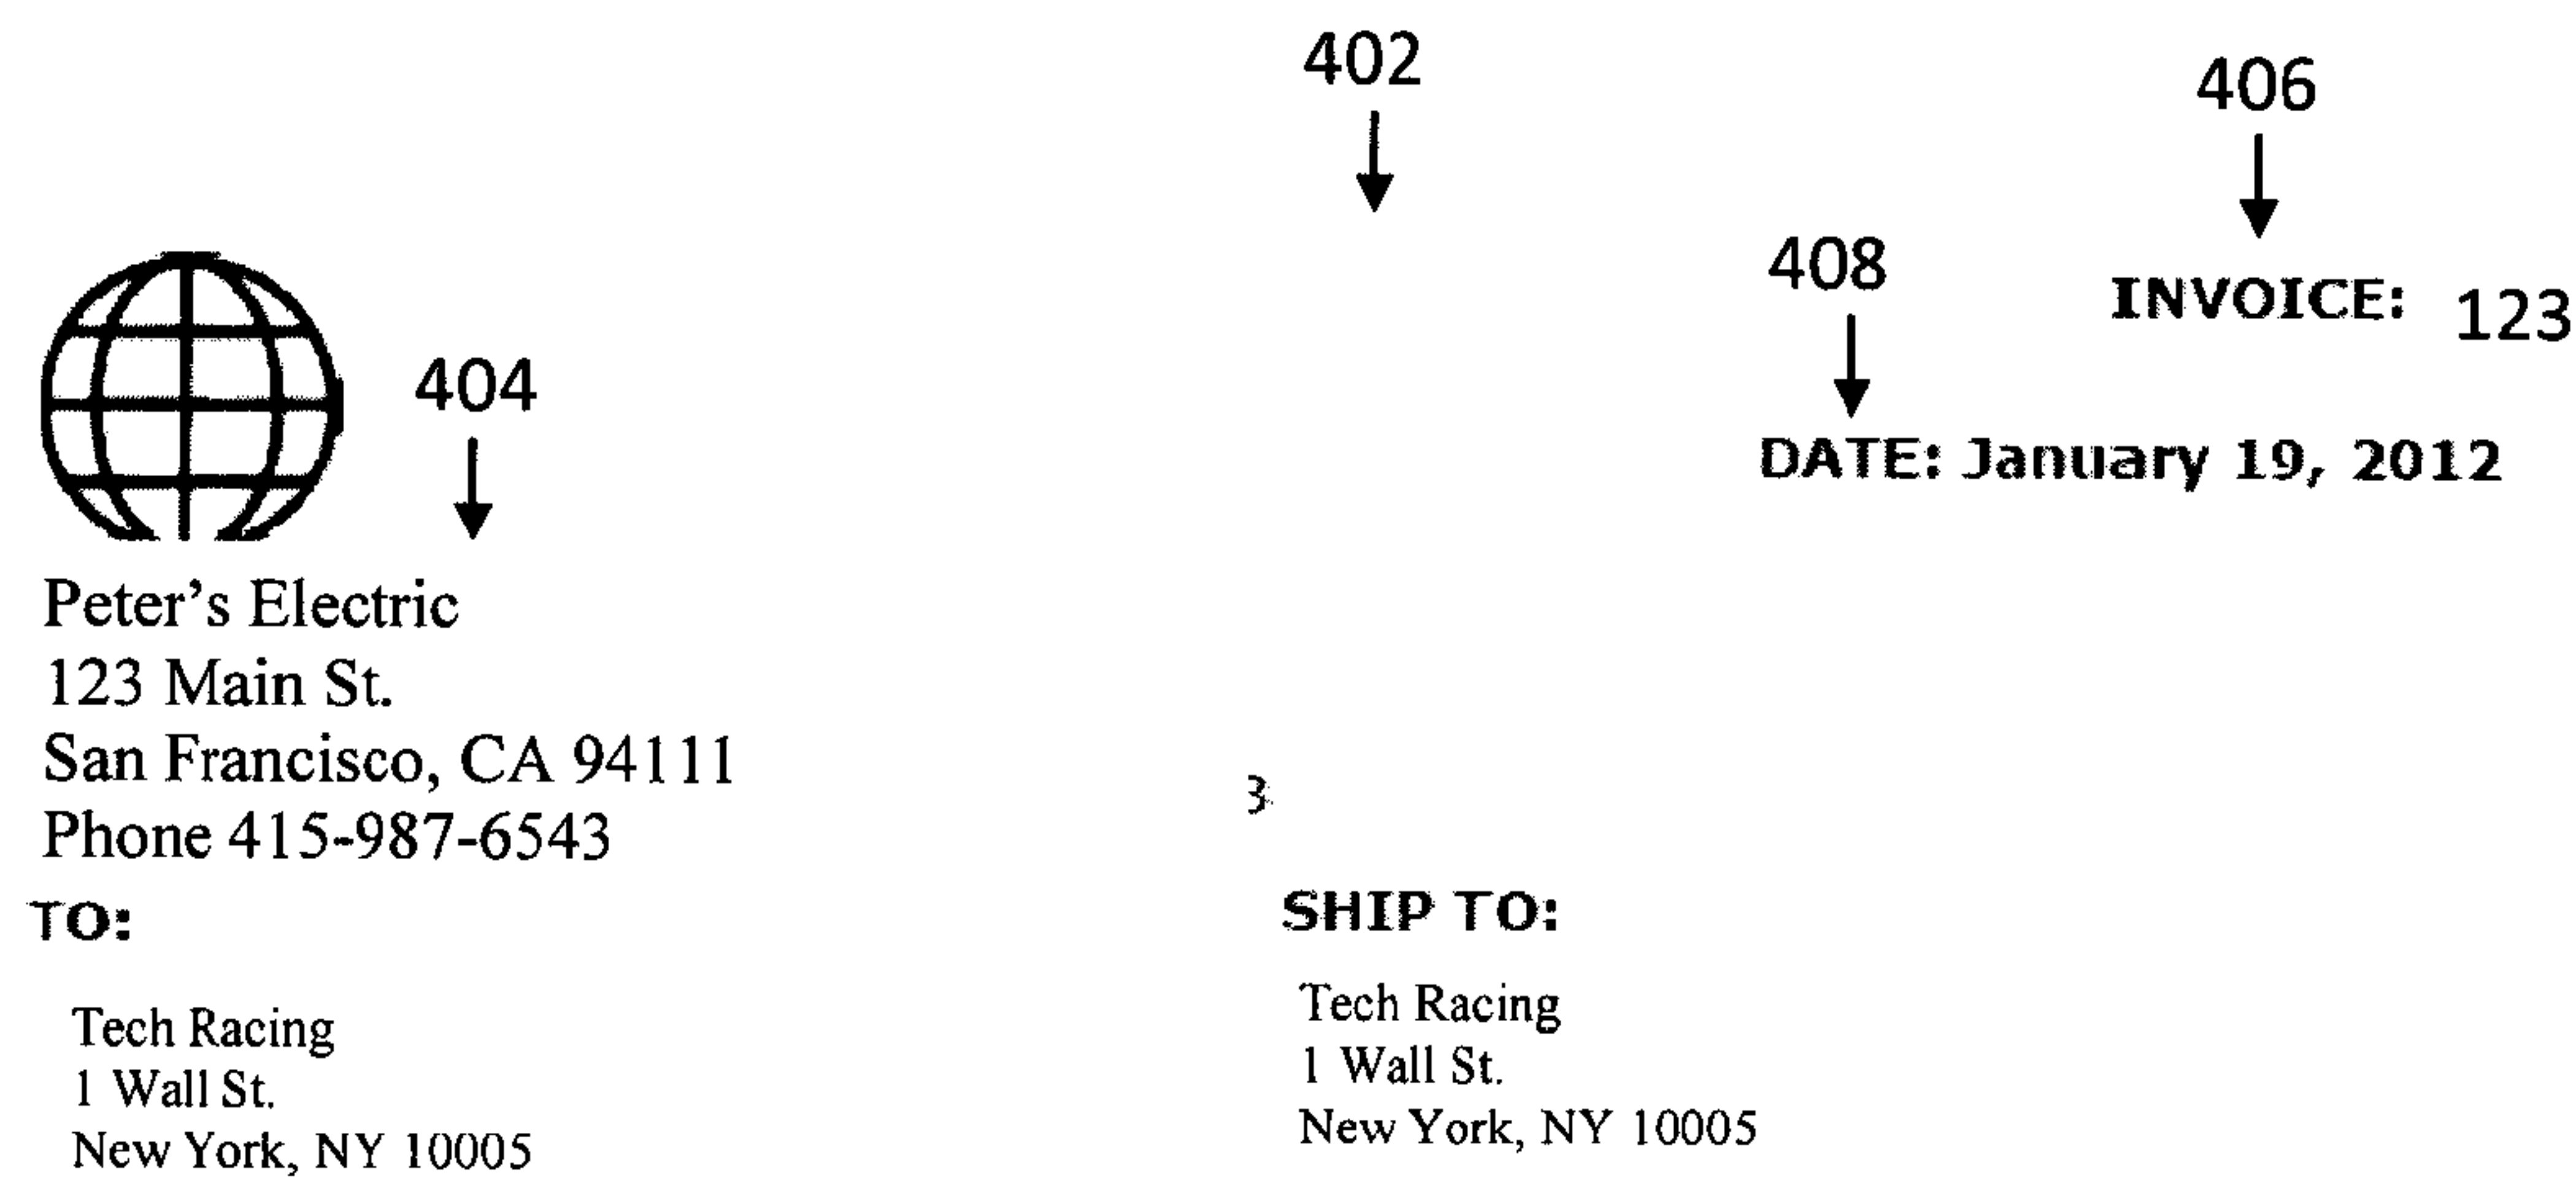 402
406
408
INVOICE: 123
404
DATE: January 19, 2012
Peter's Electric
123 Main St.
San Francisco, CA 94111
3
Phone 415-987-6543
TO:
SHIP TO:
Tech Racing
1 Wall St.
New York, NY 10005
Tech Racing
1 Wall St.
New York, NY 10005